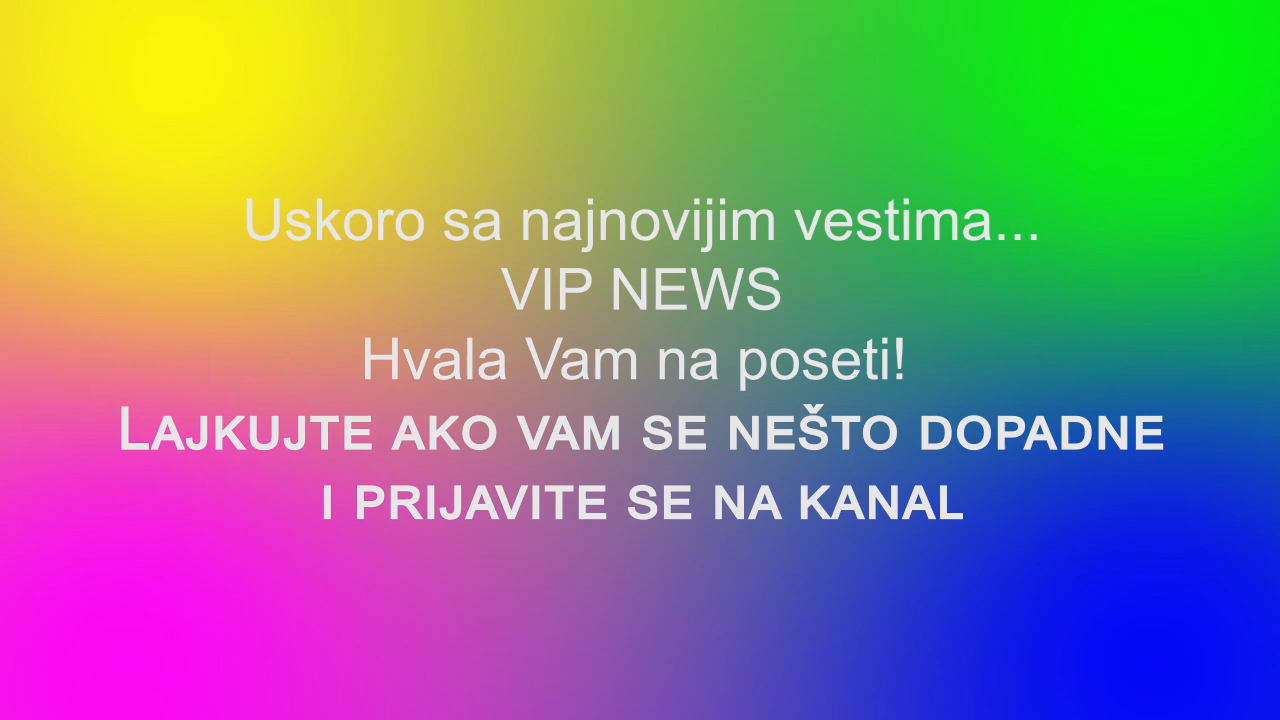 Uskoro sa najnovijim vestima...
VIP NEWS
Hvala Vam na poseti!
LAJKUJTE AKO VAM SE NEŠTO DOPADNE
I PRIJAVITE SE NA KANAL